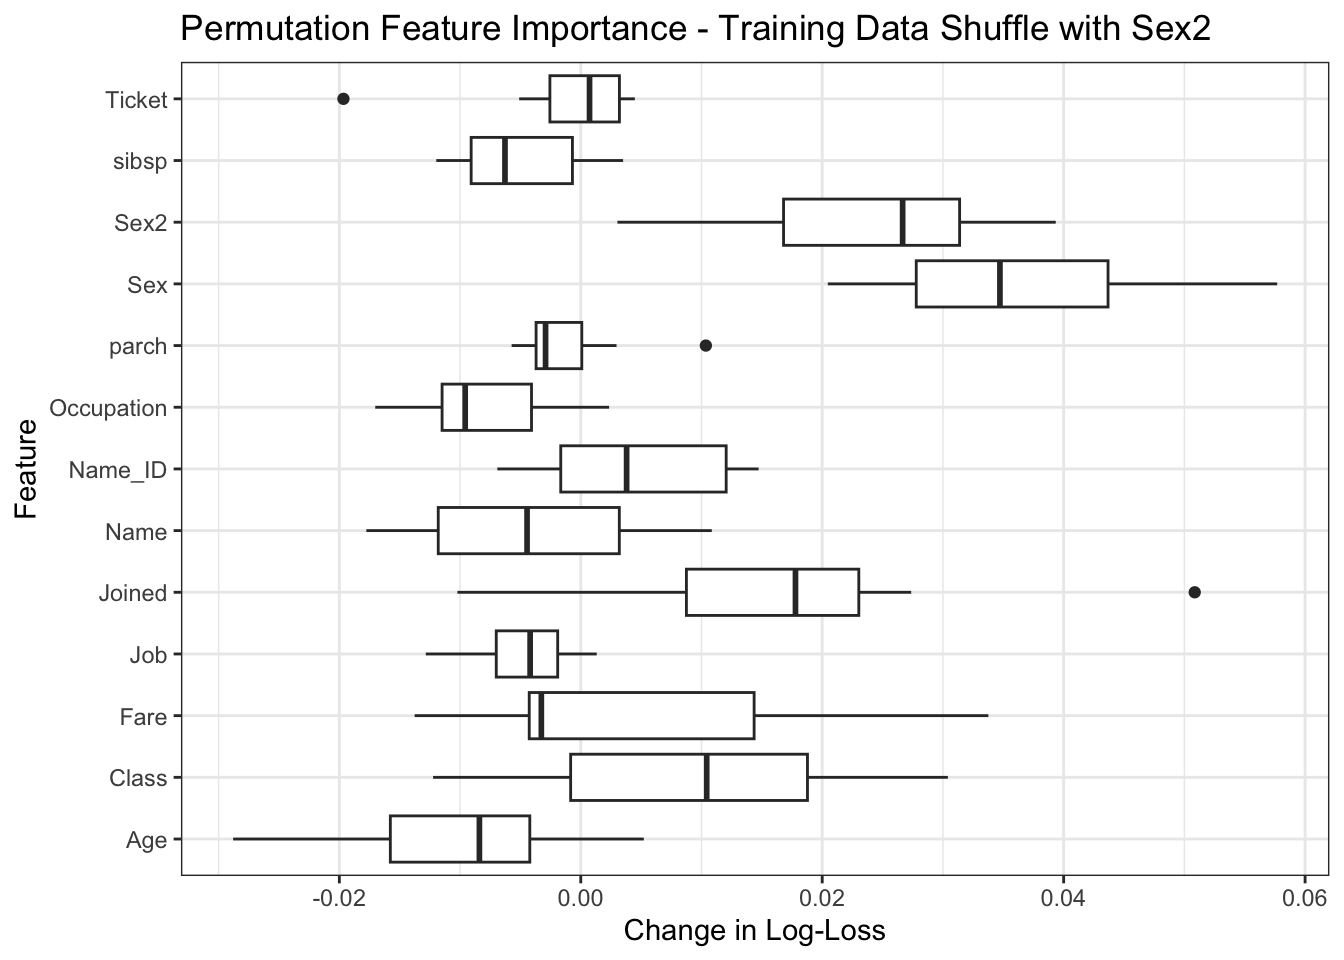 Permutation Feature Importance - Training Data Shuffle with Sex2
Ticket
sibsp
Sex2
Sex
parch
Occupation
Name_ID
Name
Joined
Job
Fare
Class
Age
Feature
-0.02 0.00 0.02 0.04 0.06
Change in Log-Loss